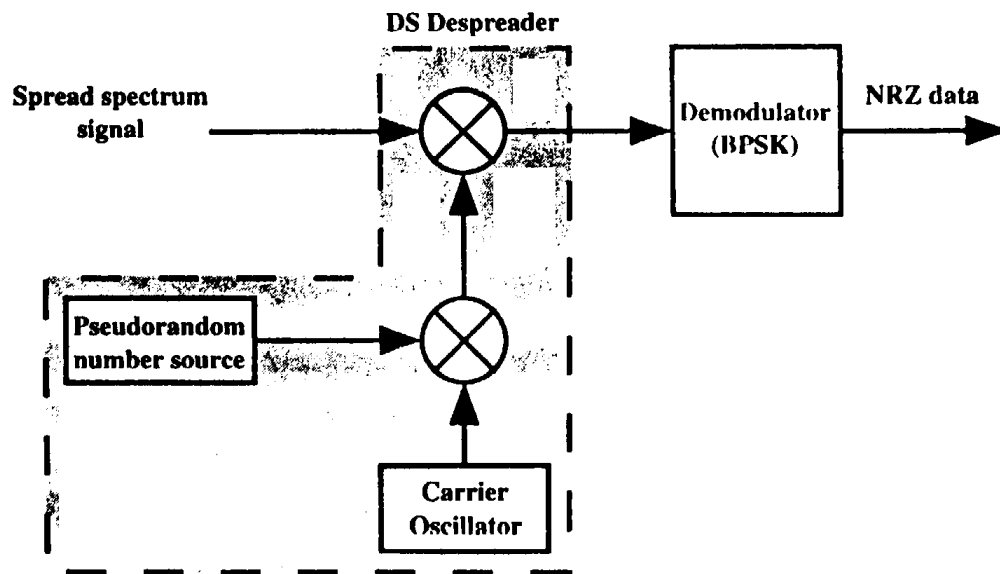 DS Despreader
Spread spectrum
signal
Demodulator
(BPSK)
NRZ data
Pseudorandom
number source
Carrier
Oscillator